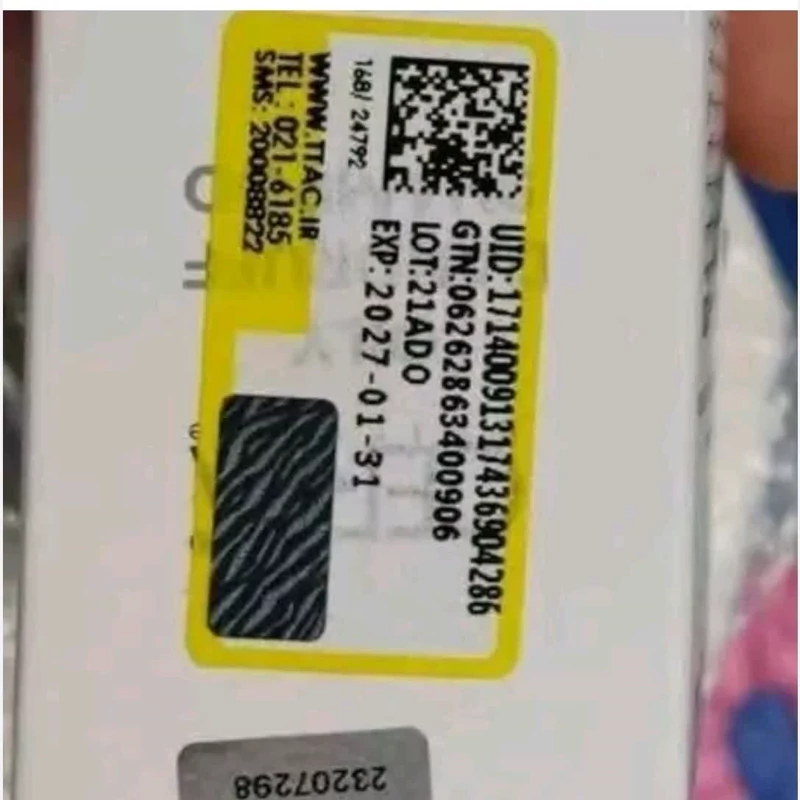 WWW.TTAC.IR
TEL: 021-6185
SMS: 20008822
168/ 24792
UID:17140091317436904286
GTN:06262863400906
LOT:21ADO
EXP:2027-01-31
23207298